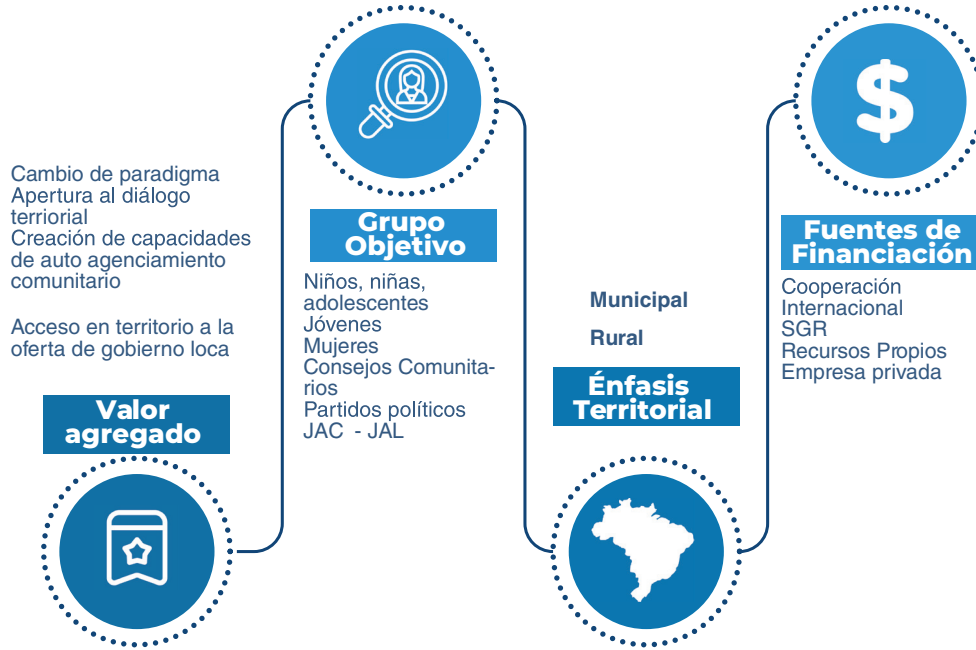 Cambio de paradigma
Apertura al diálogo
terriorial
Creación de capacidades
de auto agenciamiento
comunitario
Acceso en territorio a la
oferta de gobierno loca
Valor
agregado
Grupo
Objetivo
Niños, niñas,
adolescentes
Jóvenes
Mujeres
Consejos Comunita-
rios
Partidos políticos
JAC - JAL
Municipal
Rural
Énfasis
Territorial
$
Fuentes de
Financiación
Cooperación
Internacional
SGR
Recursos Propios
Empresa privada